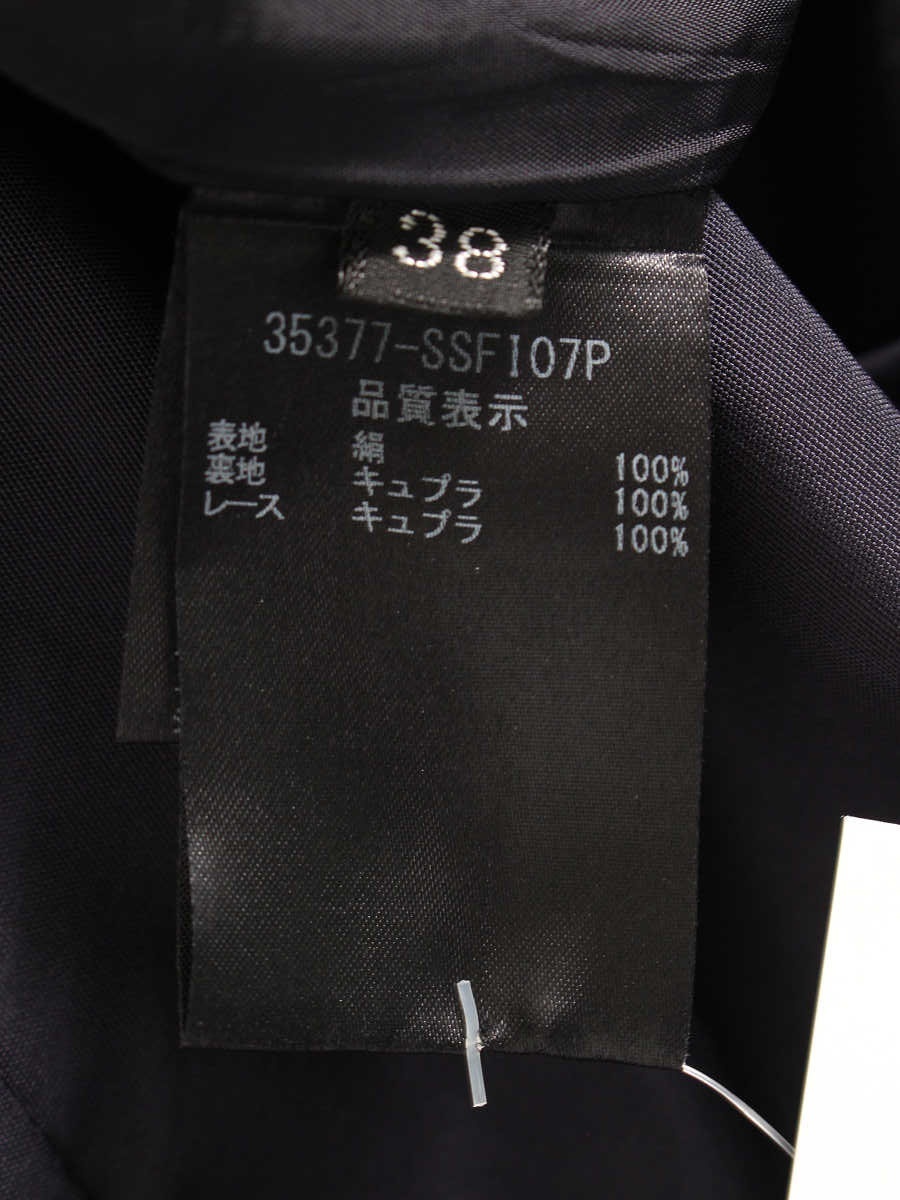 38
35377-SSFI07P
品質表示
表地 絹 100%
裏地 キュプラ 100%
レース キュプラ 100%